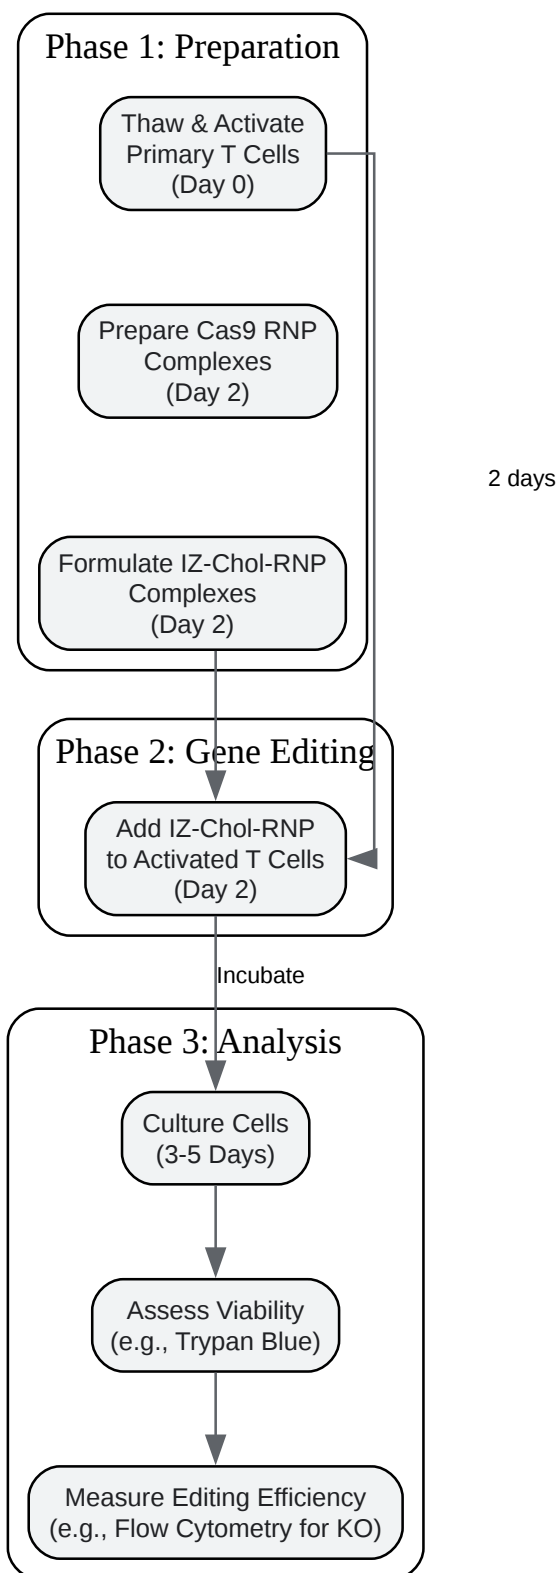 Phase 1: Preparation
Thaw & Activate
Primary T Cells
(Day 0)
Prepare Cas9 RNP
Complexes
(Day 2)
2 days
Formulate IZ-Chol-RNP
Complexes
(Day 2)
Phase 2: Gene Editing
Add IZ-Chol-RNP
to Activated T Cells
(Day 2)
Incubate
Phase 3: Analysis
Culture Cells
(3-5 Days)
Assess Viability
(e.g., Trypan Blue)
Measure Editing Efficiency
(e.g., Flow Cytometry for KO)